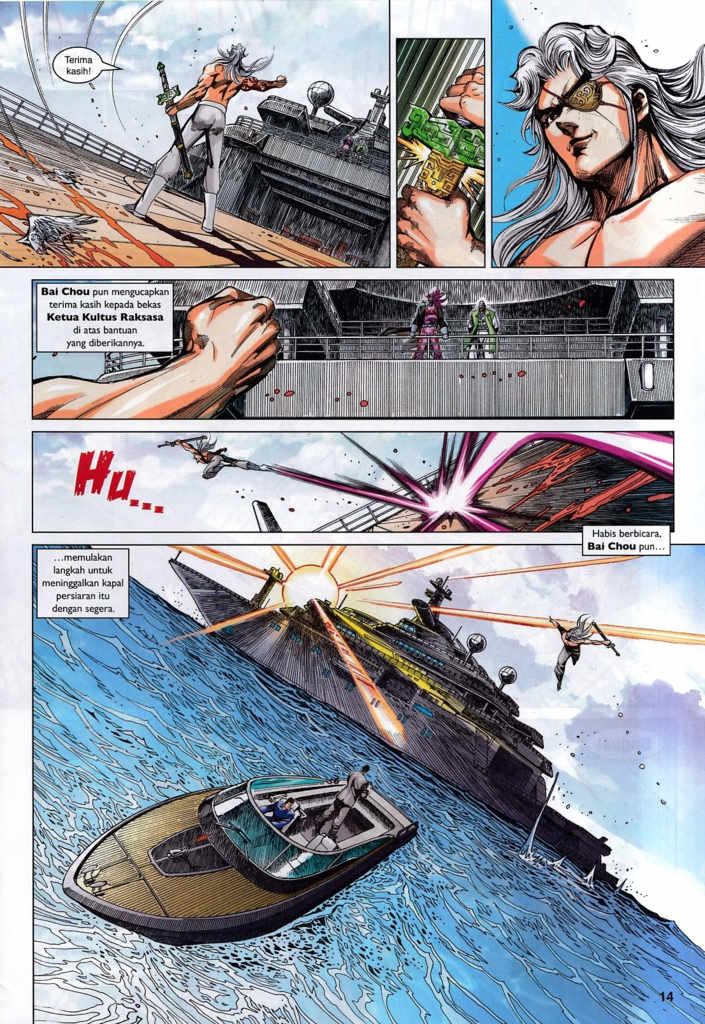 Terima
kasih!
Bai Chou pun mengucapkan
terima kasih kepada bekas
Ketua Kultus Raksasa
di atas bantuan
yang diberikannya.
Hu...
Habis berbicara,
Bai Chou pun...
...memulakan
langkah untuk
meninggalkan kapal
persiaran itu
dengan segera.
14